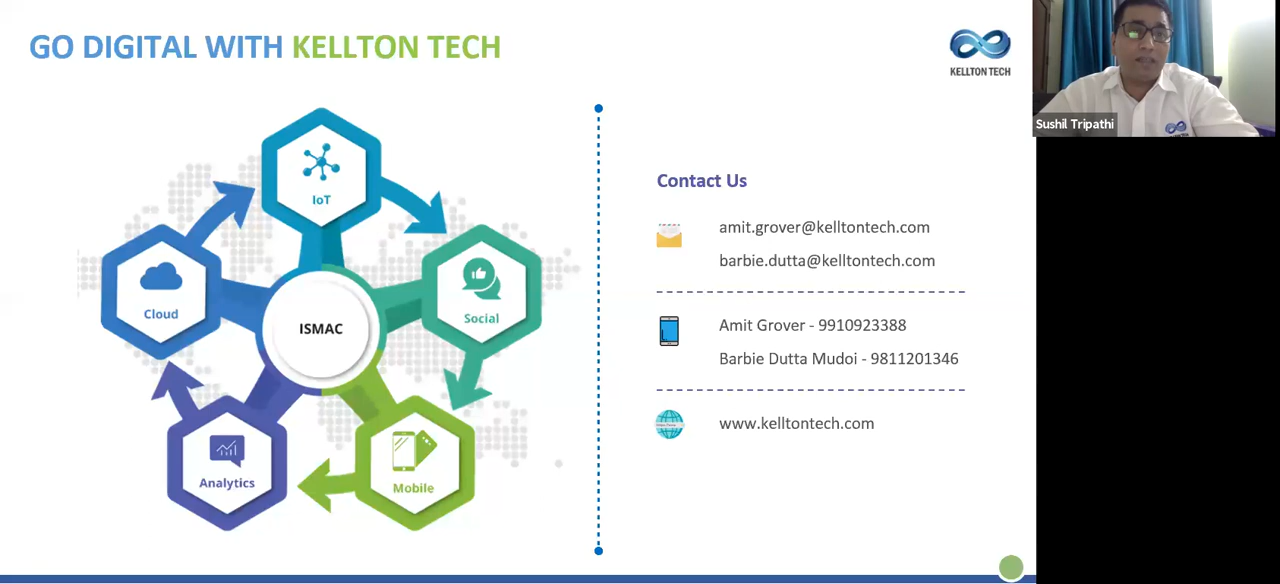 GO DIGITAL WITH KELLTON TECH
KELLTON TECH
Sushil Tripathi
IoT
Cloud
ISMAC
Social
Analytics
Mobile
Contact Us
amit.grover@kelltontech.com
barbie.dutta@kelltontech.com
Amit Grover - 9910923388
Barbie Dutta Mudoi - 9811201346
www.kelltontech.com